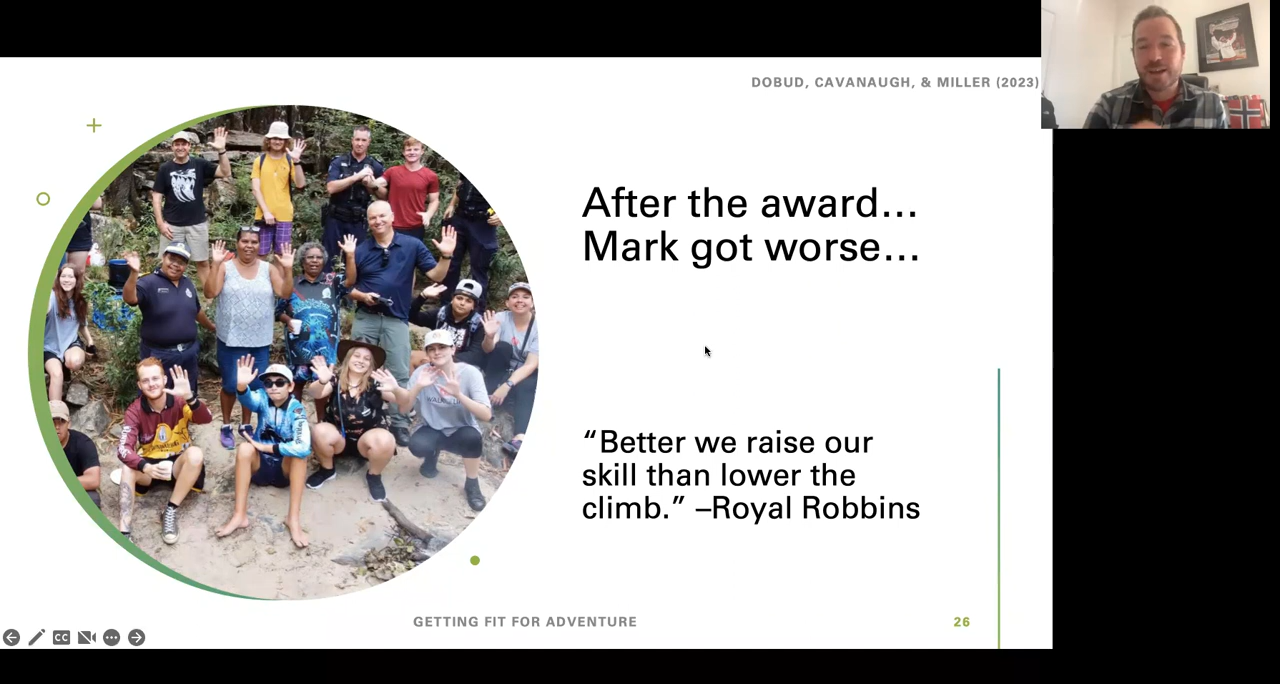 DOBUD, CAVANAUGH, & MILLER (2023)
After the award...
Mark got worse...
“Better we raise our
skill than lower the
climb.” –Royal Robbins
GETTING FIT FOR ADVENTURE
26
CC